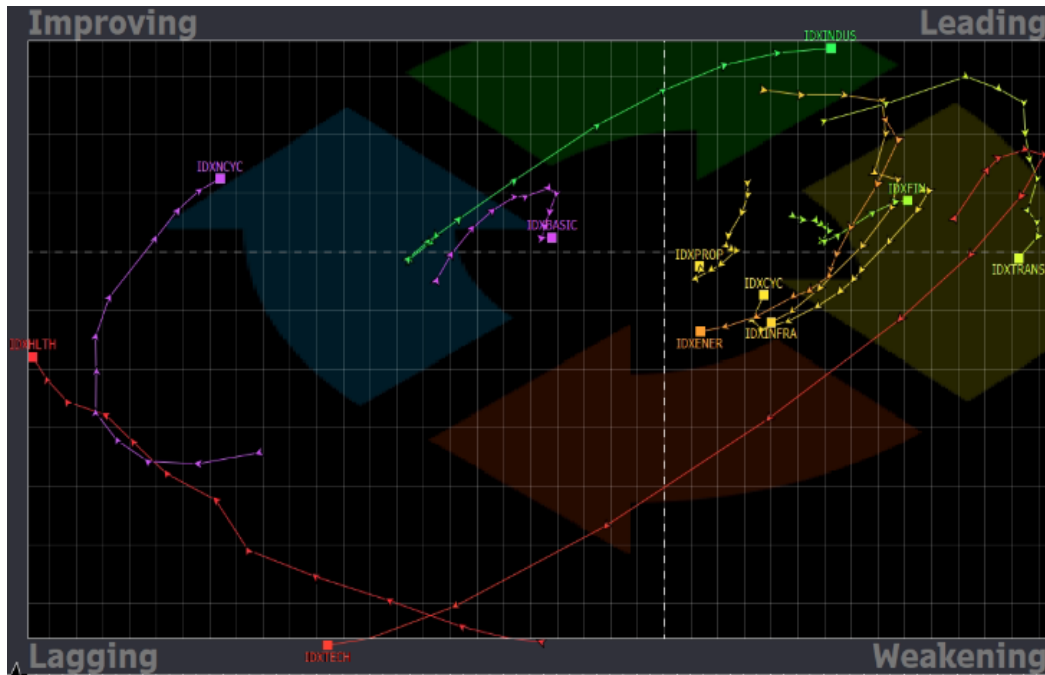 Improving
Leading
IDXINDUS
IDXNCYC
IDXFIN
IDXBASIC
IDXPROP
IDXTRANS
IDXCYC
IDXINFRA
IDXENER
IDXHLTH
IDXTECH
Lagging
Weakening